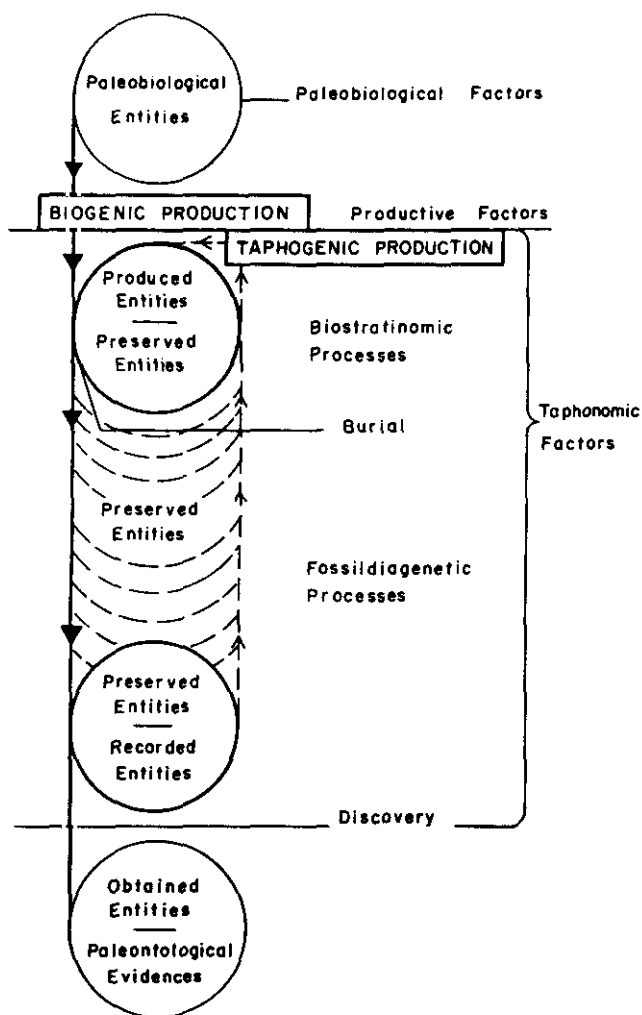 Paleobiological
Entities
Paleobiological Factors
BIOGENIC PRODUCTION
Productive Factors
TAPHOGENIC PRODUCTION
Produced
Entities
Preserved
Entities
Biostratinomic
Processes
Burial
Taphonomic
Factors
Preserved
Entities
Fossildiagenetic
Processes
Preserved
Entities
Recorded
Entities
Discovery
Obtained
Entities
Paleontological
Evidences